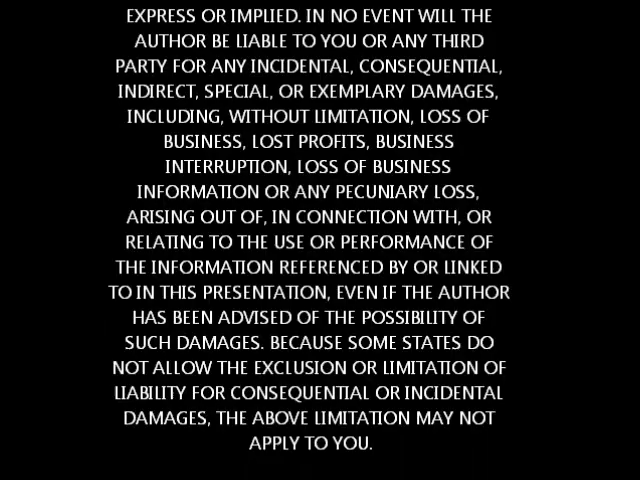 EXPRESS OR IMPLIED. IN NO EVENT WILL THE
AUTHOR BE LIABLE TO YOU OR ANY THIRD
PARTY FOR ANY INCIDENTAL, CONSEQUENTIAL,
INDIRECT, SPECIAL, OR EXEMPLARY DAMAGES,
INCLUDING, WITHOUT LIMITATION, LOSS OF
BUSINESS, LOST PROFITS, BUSINESS
INTERRUPTION, LOSS OF BUSINESS
INFORMATION OR ANY PECUNIARY LOSS,
ARISING OUT OF, IN CONNECTION WITH, OR
RELATING TO THE USE OR PERFORMANCE OF
THE INFORMATION REFERENCED BY OR LINKED
TO IN THIS PRESENTATION, EVEN IF THE AUTHOR
HAS BEEN ADVISED OF THE POSSIBILITY OF
SUCH DAMAGES. BECAUSE SOME STATES DO
NOT ALLOW THE EXCLUSION OR LIMITATION OF
LIABILITY FOR CONSEQUENTIAL OR INCIDENTAL
DAMAGES, THE ABOVE LIMITATION MAY NOT
APPLY TO YOU.